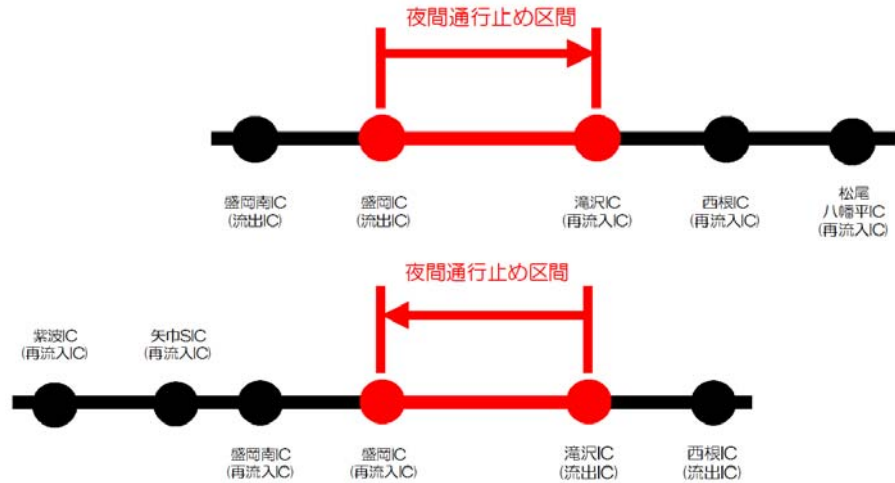 夜間通行止め区間
盛岡南IC
(流出IC)
盛岡IC
(流出IC)
滝沢IC
(再流入IC)
西根IC
(再流入IC)
松尾
八幡平IC
(再流入IC)
夜間通行止め区間
紫波IC
(再流入IC)
矢巾SIC
(再流入IC)
盛岡南IC
(再流入IC)
盛岡IC
(再流入IC)
滝沢IC
(流出IC)
西根IC
(流出IC)